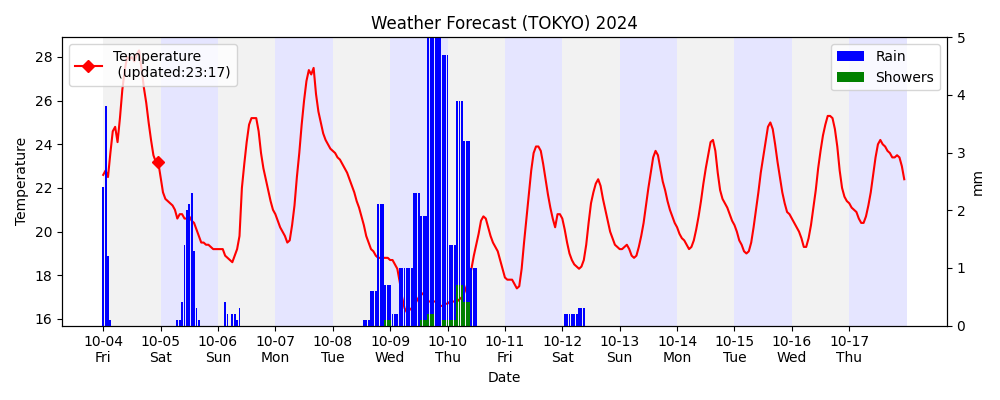 Weather Forecast (TOKYO) 2024
Temperature
(updated:23:17)
Rain
Showers
Temperature
28
26
24
22
20
18
16
5
4
3
2
1
0
mm
10-04 10-05 10-06 10-07 10-08 10-09 10-10 10-11 10-12 10-13 10-14 10-15 10-16 10-17
Fri Sat Sun Mon Tue Wed Thu Fri Sat Sun Mon Tue Wed Thu
Date